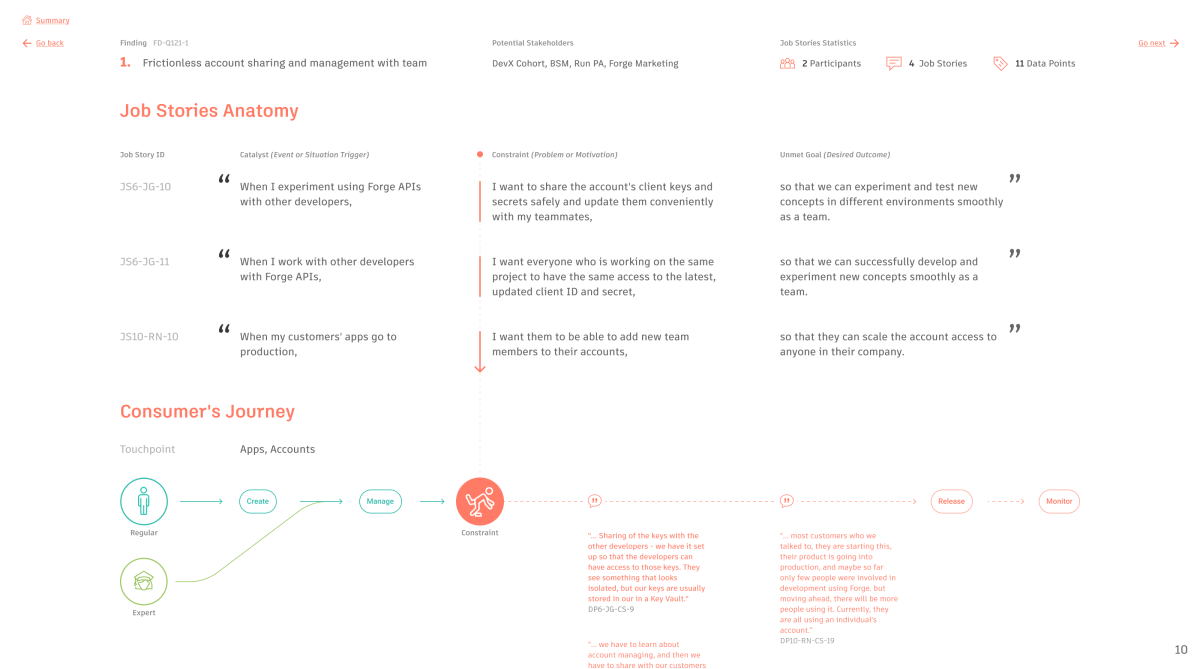 Summary
Go back
Finding FD-Q121-1
1. Frictionless account sharing and management with team
Potential Stakeholders
DevX Cohort, BSM, Run PA, Forge Marketing
Job Stories Statistics
2 Participants
4 Job Stories
11 Data Points
Go next
Job Stories Anatomy
Job Story ID
Catalyst (Event or Situation Trigger)
Constraint (Problem or Motivation)
Unmet Goal (Desired Outcome)
JS6-JG-10
“ When I experiment using Forge APIs
with other developers,
I want to share the account's client keys and
secrets safely and update them conveniently
with my teammates,
so that we can experiment and test new ”
concepts in different environments smoothly
as a team.
JS6-JG-11
“ When I work with other developers
with Forge APIs,
I want everyone who is working on the same
project to have the same access to the latest,
updated client ID and secret,
so that we can successfully develop and ”
experiment new concepts smoothly as a
team.
JS10-RN-10
“ When my customers' apps go to
production,
I want them to be able to add new team
members to their accounts,
so that they can scale the account access to ”
anyone in their company.
Consumer's Journey
Touchpoint
Apps, Accounts
Regular
Create
Manage
Constraint
Release
Monitor
Expert
"... Sharing of the keys with the
other developers - we have it set
up so that the developers can
have access to those keys. They
see something that looks
isolated, but our keys are usually
stored in our in a Key Vault."
DP6-JG-CS-9
"... we have to learn about
account managing, and then we
have to share with our customers
"... most customers who we
talked to, they are starting this,
their product is going into
production, and maybe so far
only few people were involved in
development using Forge, but
moving ahead, there will be more
people using it. Currently, they
are all using an individual's
account."
DP10-RN-CS-19
10